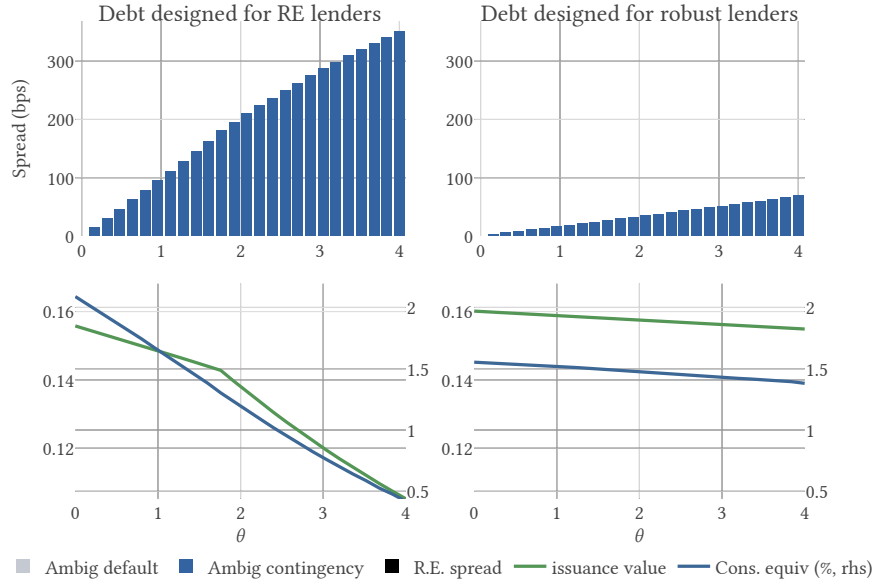 Debt designed for RE lenders
Debt designed for robust lenders
Spread (bps)
300
200
100
0
0 1 2 3 4
300
200
100
0
0 1 2 3 4
0.16
0.14
0.12
2
1.5
1
0.5
0 1 2 3 4
θ
0.16
0.14
0.12
2
1.5
1
0.5
0 1 2 3 4
θ
Ambig default Ambig contingency R.E. spread issuance value Cons. equiv (%, rhs)